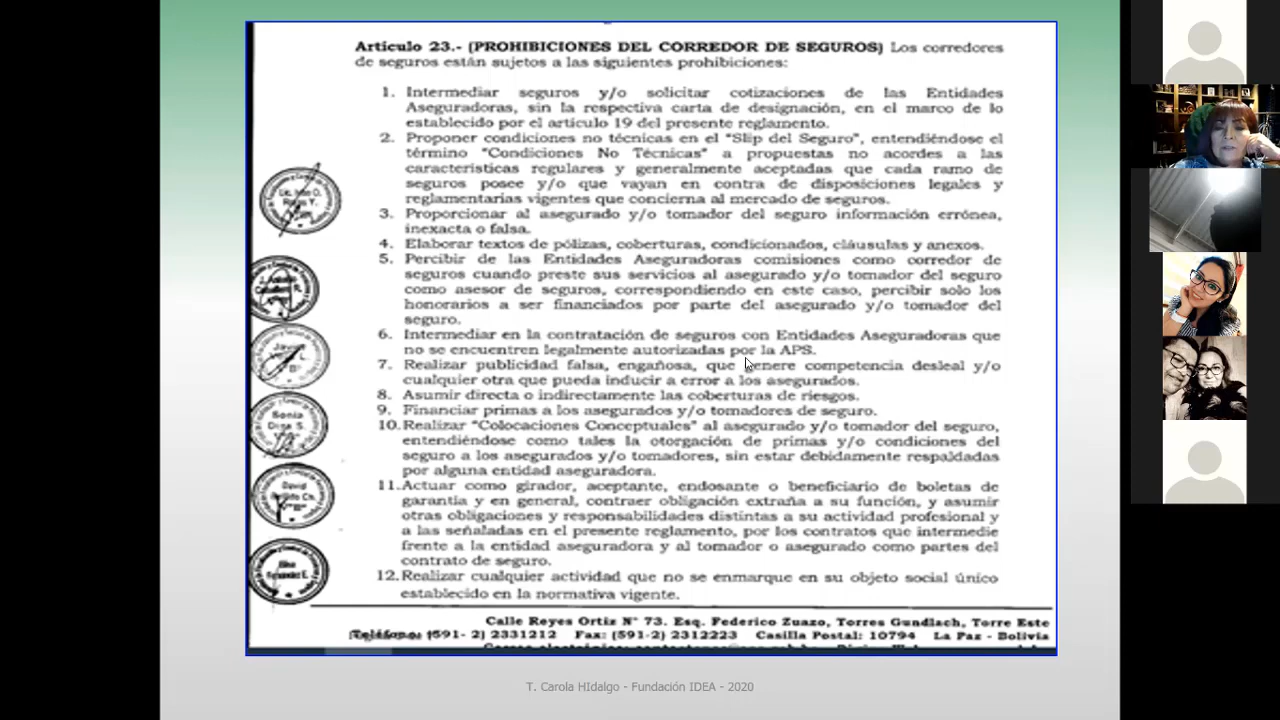 Artículo 23.- (PROHIBICIONES DEL CORREDOR DE SEGUROS) Los corredores
de seguros están sujetos a las siguientes prohibiciones:
1. Intermediar seguros y/o solicitar cotizaciones de las Entidades
Aseguradoras, sin la respectiva carta de designación, en el marco de lo
establecido por el artículo 19 del presente reglamento.
2. Proponer condiciones no técnicas en el "Slip del Seguro", entendiéndose el
término "Condiciones No Técnicas" a propuestas no acordes a las
características regulares y generalmente aceptadas que cada ramo de
seguros posee y/o que vayan en contra de disposiciones legales y
reglamentarias vigentes que concierna al mercado de seguros.
3. Proporcionar al asegurado y/o tomador del seguro información errónea,
inexacta o falsa.
4. Elaborar textos de pólizas, coberturas, condicionados, cláusulas y anexos.
5. Percibir de las Entidades Aseguradoras comisiones como corredor de
seguros cuando preste sus servicios al asegurado y/o tomador del seguro
como asesor de seguros, correspondiendo en este caso, percibir solo los
honorarios a ser financiados por parte del asegurado y/o tomador del
seguro.
6. Intermediar en la contratación de seguros con Entidades Aseguradoras que
no se encuentren legalmente autorizadas por la APS.
7. Realizar publicidad falsa, engañosa, que genere competencia desleal y/o
cualquier otra que pueda inducir a error a los asegurados.
8. Asumir directa o indirectamente las coberturas de riesgos.
9. Financiar primas a los asegurados y/o tomadores de seguro.
10. Realizar "Colocaciones Conceptuales" al asegurado y/o tomador del seguro,
entendiéndose como tales la otorgación de primas y/o condiciones del
seguro a los asegurados y/o tomadores, sin estar debidamente respaldadas
por alguna entidad aseguradora.
11. Actuar como girador, aceptante, endosante o beneficiario de boletas de
garantía y en general, contraer obligación extraña a su función, y asumir
otras obligaciones y responsabilidades distintas a su actividad profesional y
a las señaladas en el presente reglamento, por los contratos que intermedie
frente a la entidad aseguradora y al tomador o asegurado como partes del
contrato de seguro.
12. Realizar cualquier actividad que no se enmarque en su objeto social único
establecido en la normativa vigente.
Sonia
David
Calle Reyes Ortiz N° 73. Esq. Federico Zuazo, Torres Gundlach, Torre Este
Teléfono: (591- 2) 2331212 Fax: (591-2) 2312223 Casilla Postal: 10794 La Paz - Bolivia
T. Carola HIdalgo - Fundación IDEA - 2020